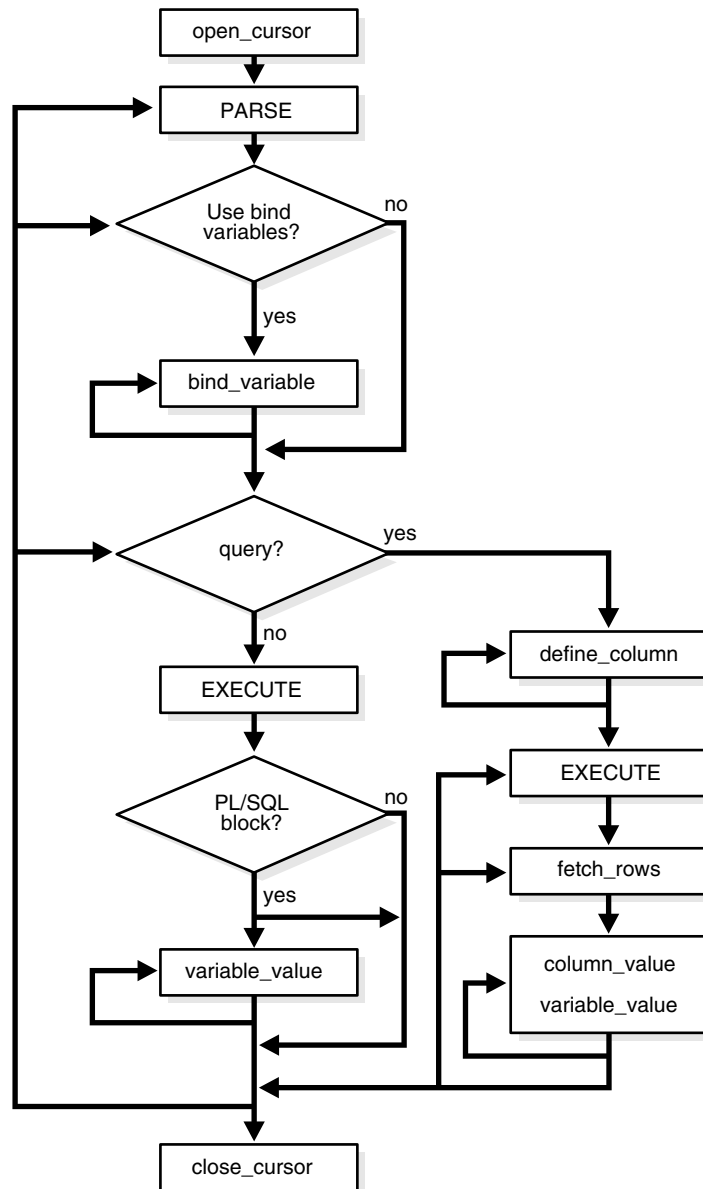 open_cursor
PARSE
Use bind
variables?
no
yes
bind_variable
query?
yes
no
define_column
EXECUTE
EXECUTE
PL/SQL
block?
no
yes
fetch_rows
variable_value
column_value
variable_value
close_cursor